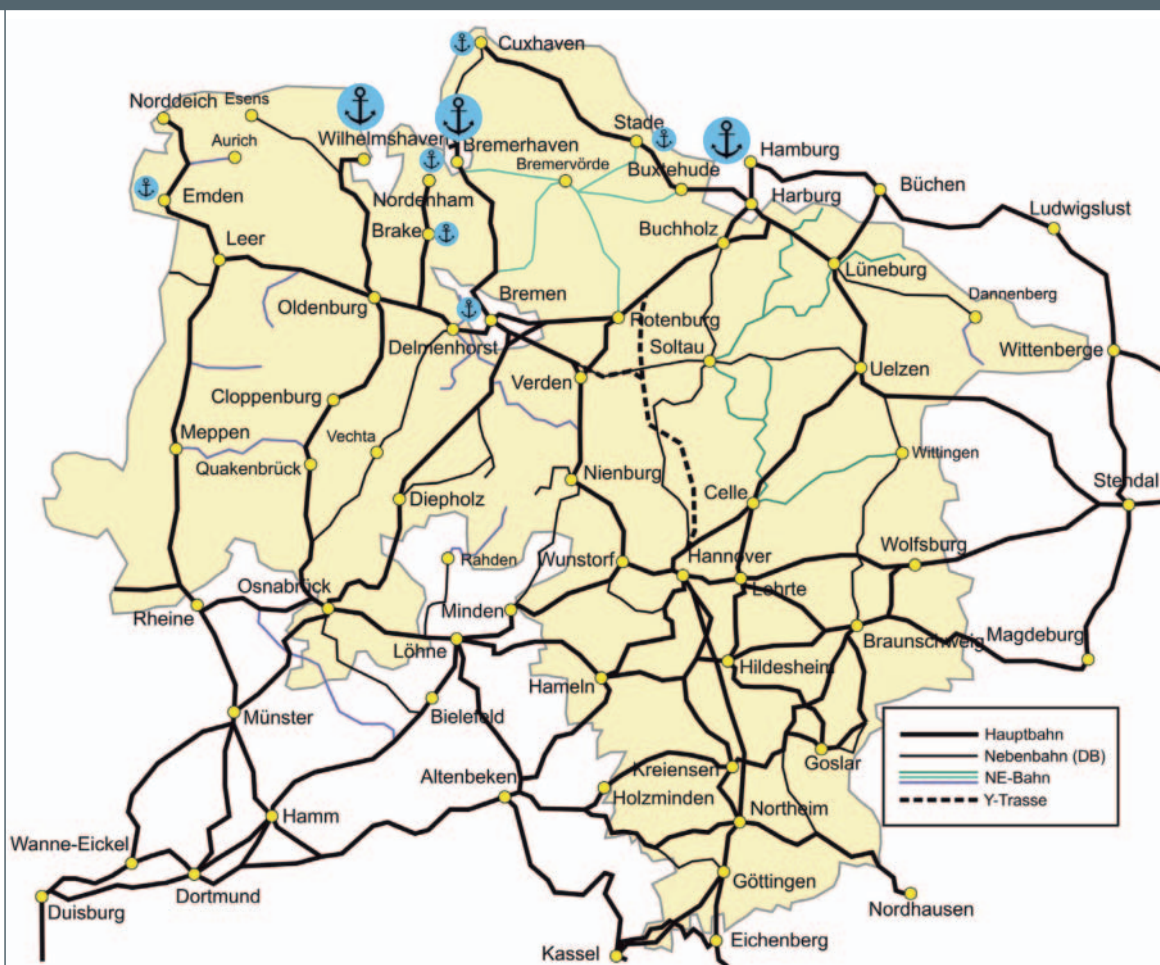 Cuxhaven
Norddeich
Esens
Wilhelmshaven
Bremerhaven
Stade
Hamburg
Aurich
Bremervörde
Buxtehude
Büchen
Emden
Nordenham
Harburg
Ludwigslust
Brake
Buchholz
Leer
Lüneburg
Oldenburg
Bremen
Dannenberg
Rotenburg
Delmenhorst
Soltau
Wittenberge
Verden
Uelzen
Cloppenburg
Meppen
Vechta
Wittingen
Quakenbrück
Nienburg
Celle
Stendal
Diepholz
Rahden
Wunstorf
Hannover
Wolfsburg
Osnabrück
Lehrte
Rheine
Minden
Braunschweig
Magdeburg
Löhne
Hildesheim
Hameln
Münster
Bielefeld
Hauptbahn
Nebenbahn (DB)
NE-Bahn
Y-Trasse
Goslar
Kreiensen
Altenbeken
Holzminden
Northeim
Hamm
Wanne-Eickel
Göttingen
Dortmund
Duisburg
Nordhausen
Kassel
Eichenberg